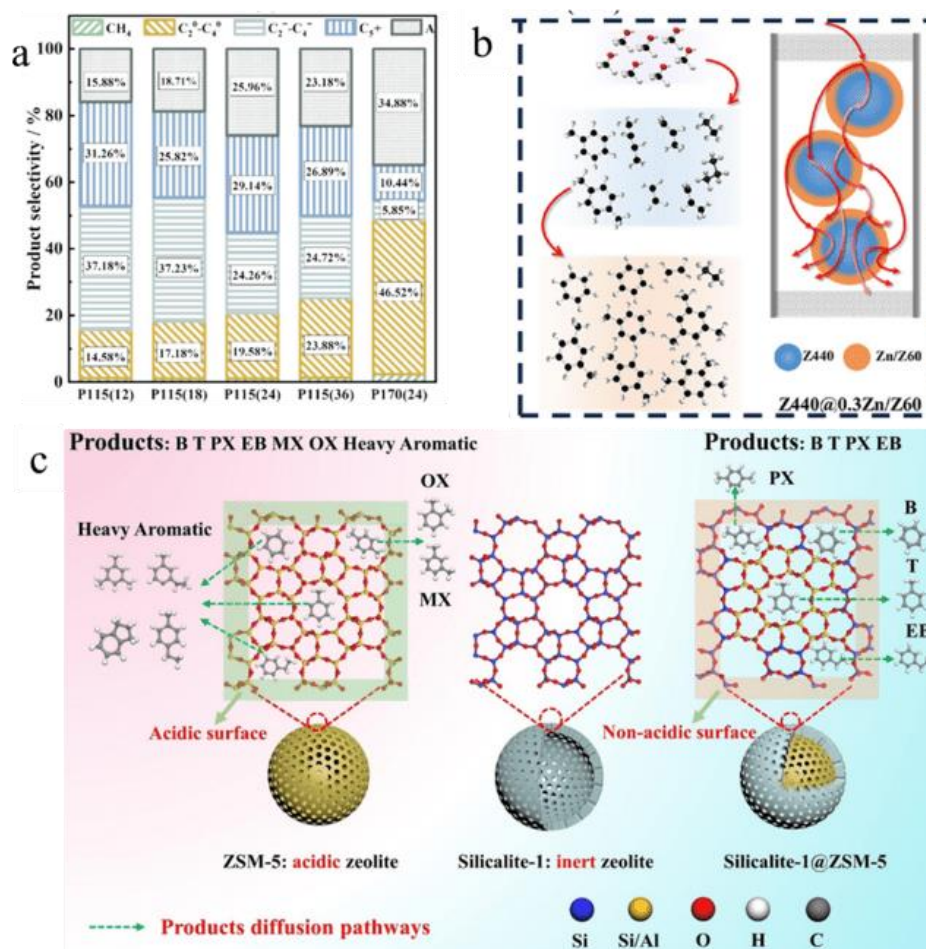 a
CH₄ C₂⁰-C₄⁰ C₂⁻-C₄⁻ C₅+ A
Product selectivity / %
100
80
60
40
20
0
15.88% 18.71% 25.96% 23.18% 34.88%
31.26% 25.82% 29.14% 26.89% 10.44%
37.18% 37.23% 24.26% 24.72% 5.85%
14.58% 17.18% 19.58% 23.88% 46.52%
P115(12) P115(18) P115(24) P115(36) P170(24)
b
Z440 Zn/Z60
Z440@0.3Zn/Z60
c
Products: B T PX EB MX OX Heavy Aromatic
Products: B T PX EB
Heavy Aromatic
OX
MX
PX
B
T
EB
Acidic surface
Non-acidic surface
ZSM-5: acidic zeolite
Silicalite-1: inert zeolite
Silicalite-1@ZSM-5
Products diffusion pathways
Si Si/Al O H C